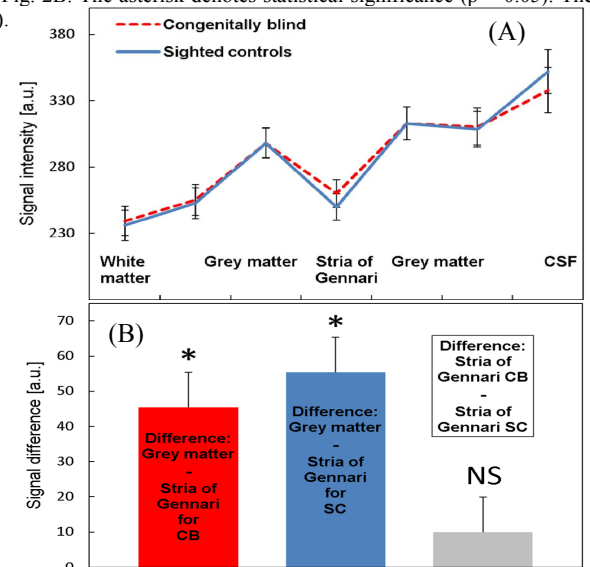 Fig. 2B. The asterisk denotes statistical significance (p = 0.05). The
).
(A)
Congenitally blind
Sighted controls
Signal intensity [a.u.]
380
330
280
230
White matter
Grey matter
Stria of Gennari
Grey matter
CSF
(B)
Signal difference [a.u.]
70
60
50
40
30
20
10
0
*
Difference:
Grey matter
-
Stria of
Gennari
for
CB
*
Difference:
Grey matter
-
Stria of
Gennari
for
SC
Difference:
Stria of
Gennari CB
-
Stria of
Gennari SC
NS